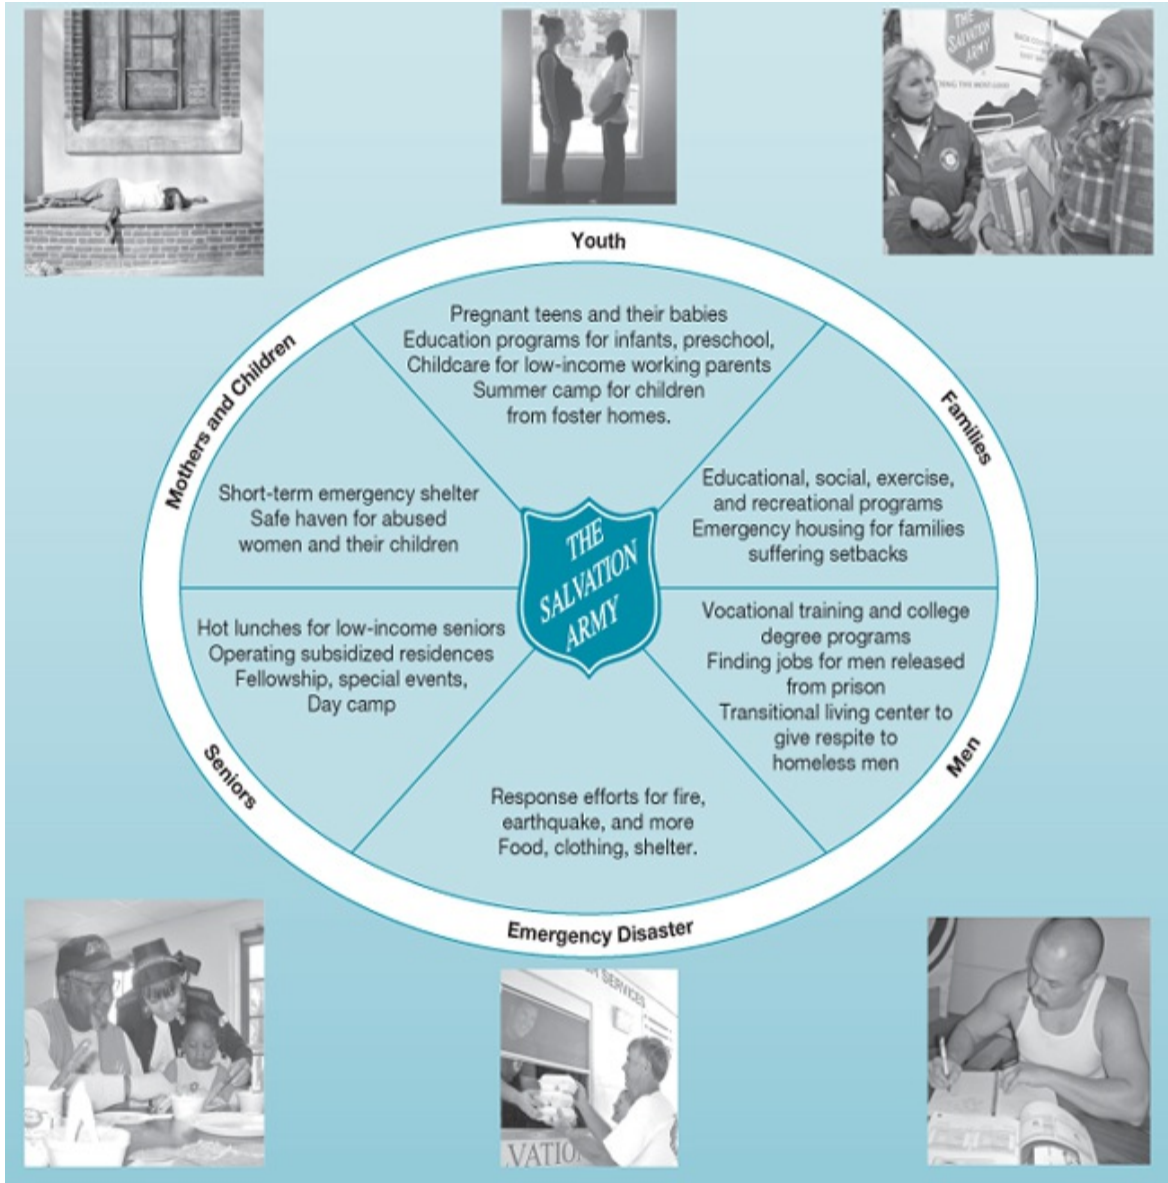 THE
SALVATION
ARMY
Youth
Pregnant teens and their babies
Education programs for infants, preschool,
Childcare for low-income working parents
Summer camp for children
from foster homes.
Mothers and Children
Short-term emergency shelter
Safe haven for abused
women and their children
Families
Educational, social, exercise,
and recreational programs
Emergency housing for families
suffering setbacks
THE
SALVATION
ARMY
Seniors
Hot lunches for low-income seniors
Operating subsidized residences
Fellowship, special events,
Day camp
Men
Vocational training and college
degree programs
Finding jobs for men released
from prison
Transitional living center to
give respite to
homeless men
Response efforts for fire,
earthquake, and more
Food, clothing, shelter.
Emergency Disaster
SERVICES
VATIO